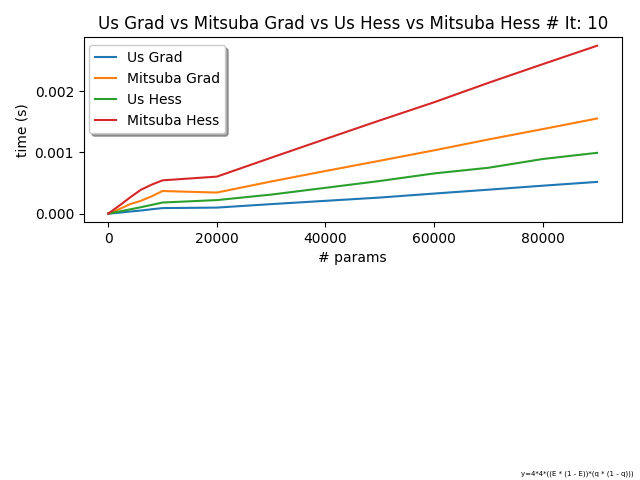 Us Grad vs Mitsuba Grad vs Us Hess vs Mitsuba Hess # It: 10
Us Grad
Mitsuba Grad
Us Hess
Mitsuba Hess
time (s)
0.002
0.001
0.000
0 20000 40000 60000 80000
# params
y=4*4*((E * (1 - E))*(q * (1 - q)))